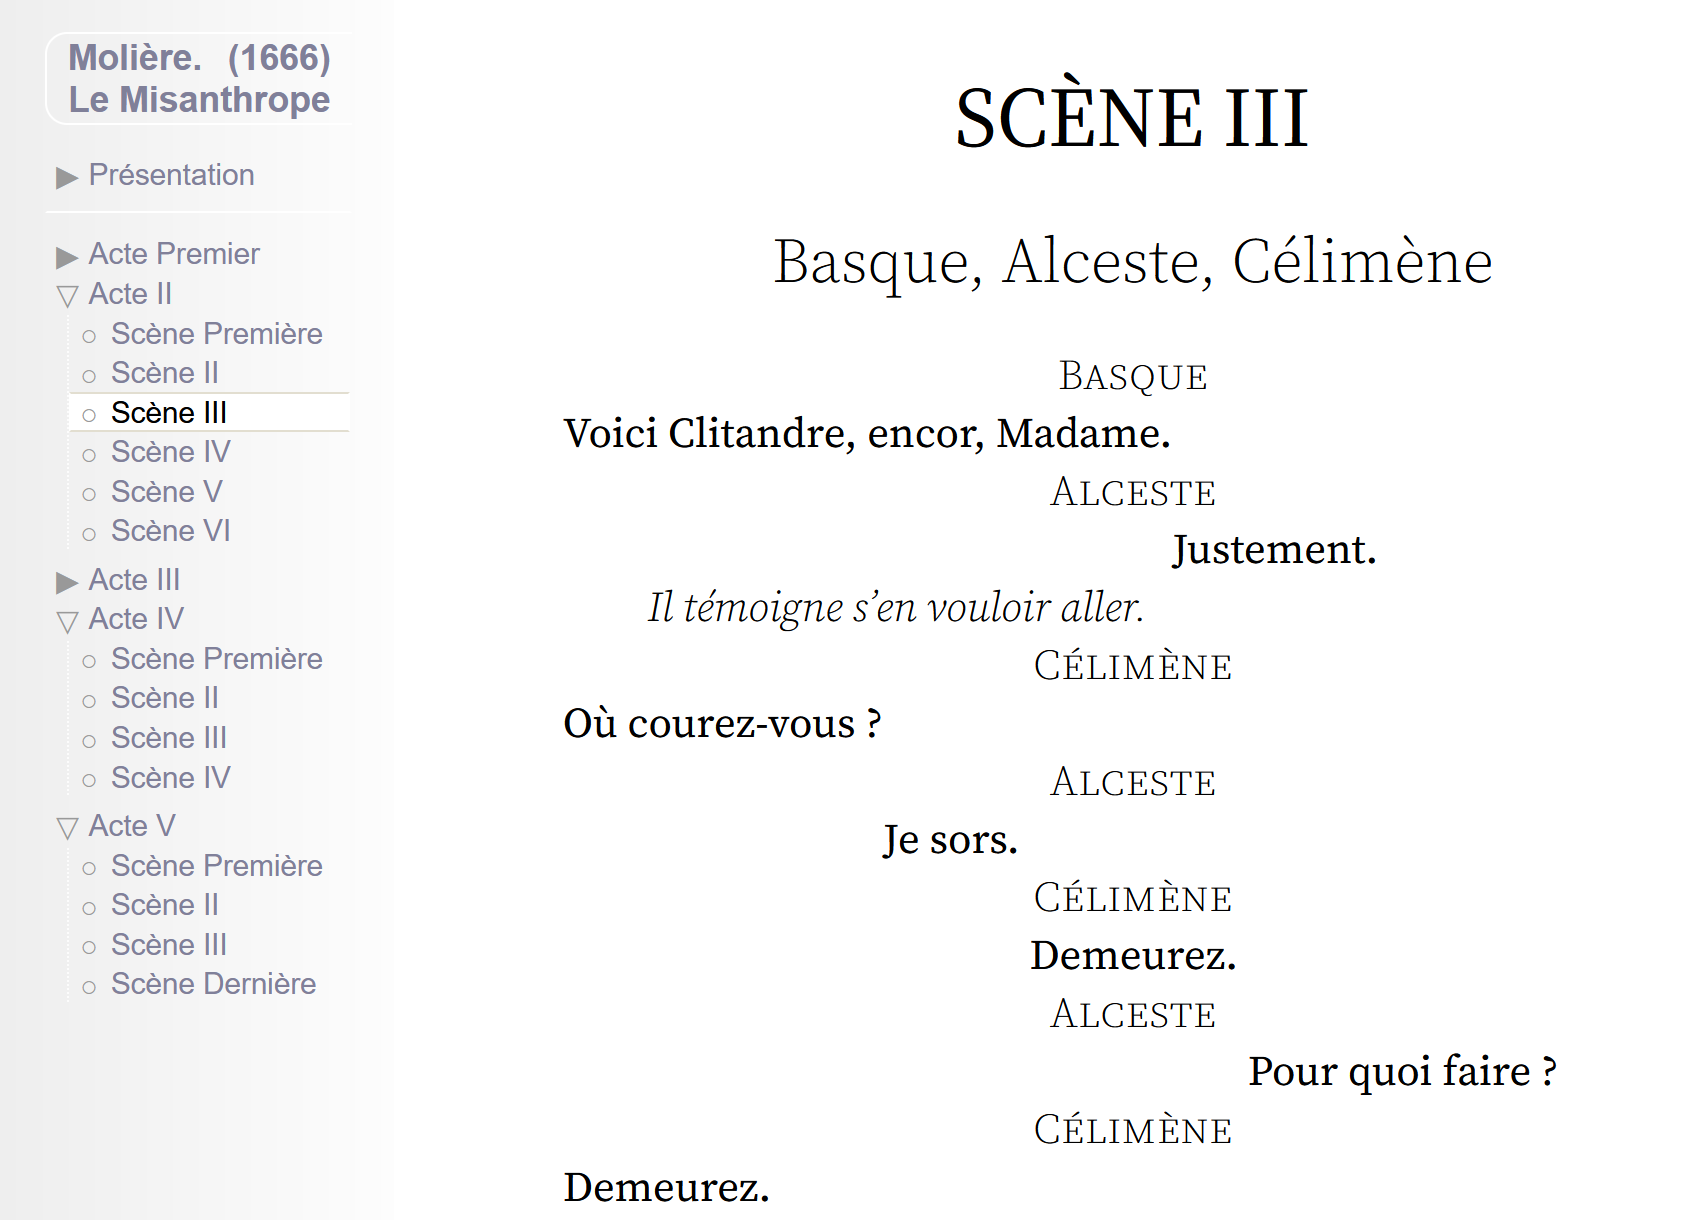 Molière. (1666)
Le Misanthrope
Présentation
Acte Premier
Acte II
Scène Première
Scène II
Scène III
Scène IV
Scène V
Scène VI
Acte III
Acte IV
Scène Première
Scène II
Scène III
Scène IV
Acte V
Scène Première
Scène II
Scène III
Scène Dernière
SCÈNE III
Basque, Alceste, Célimène
Basque
Voici Clitandre, encor, Madame.
Alceste
Justement.
Il témoigne s’en vouloir aller.
Célimène
Où courez-vous ?
Alceste
Je sors.
Célimène
Demeurez.
Alceste
Pour quoi faire ?
Célimène
Demeurez.